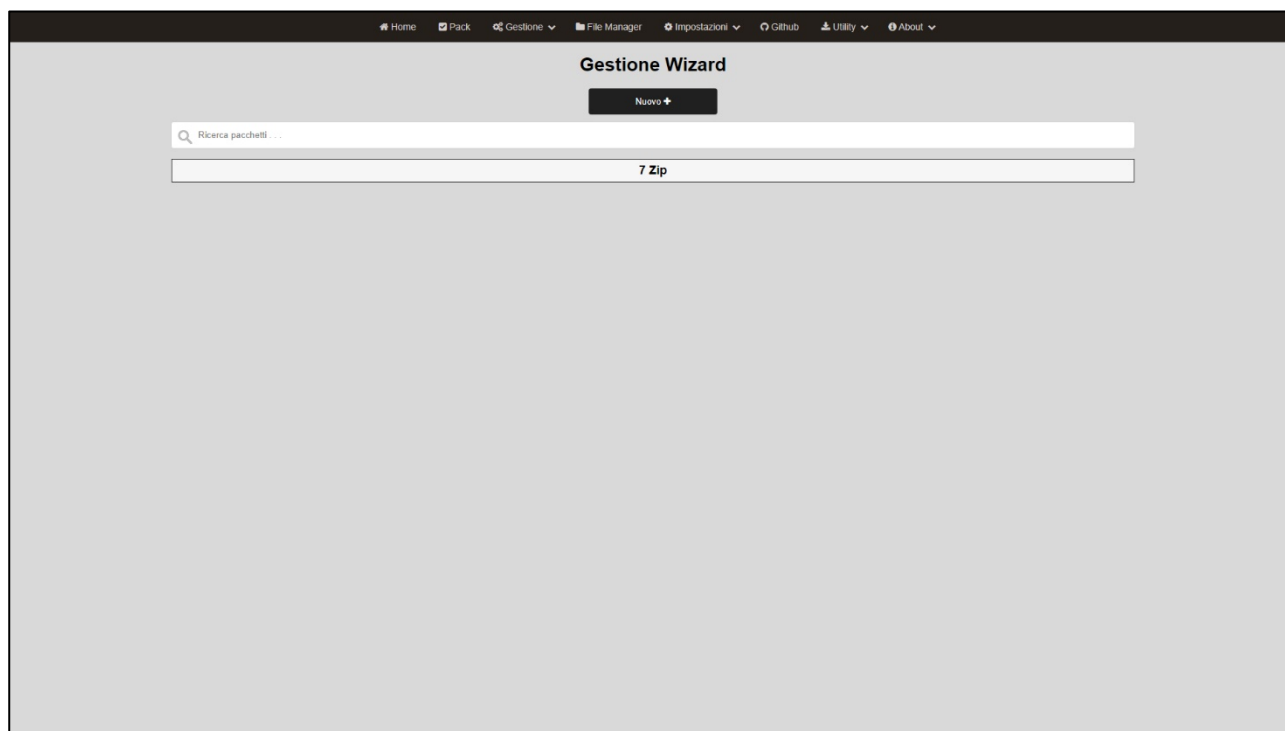 Home Pack Gestione File Manager Impostazioni Github Utility About
Gestione Wizard
Nuovo
Ricerca pacchetti . . .
7 Zip